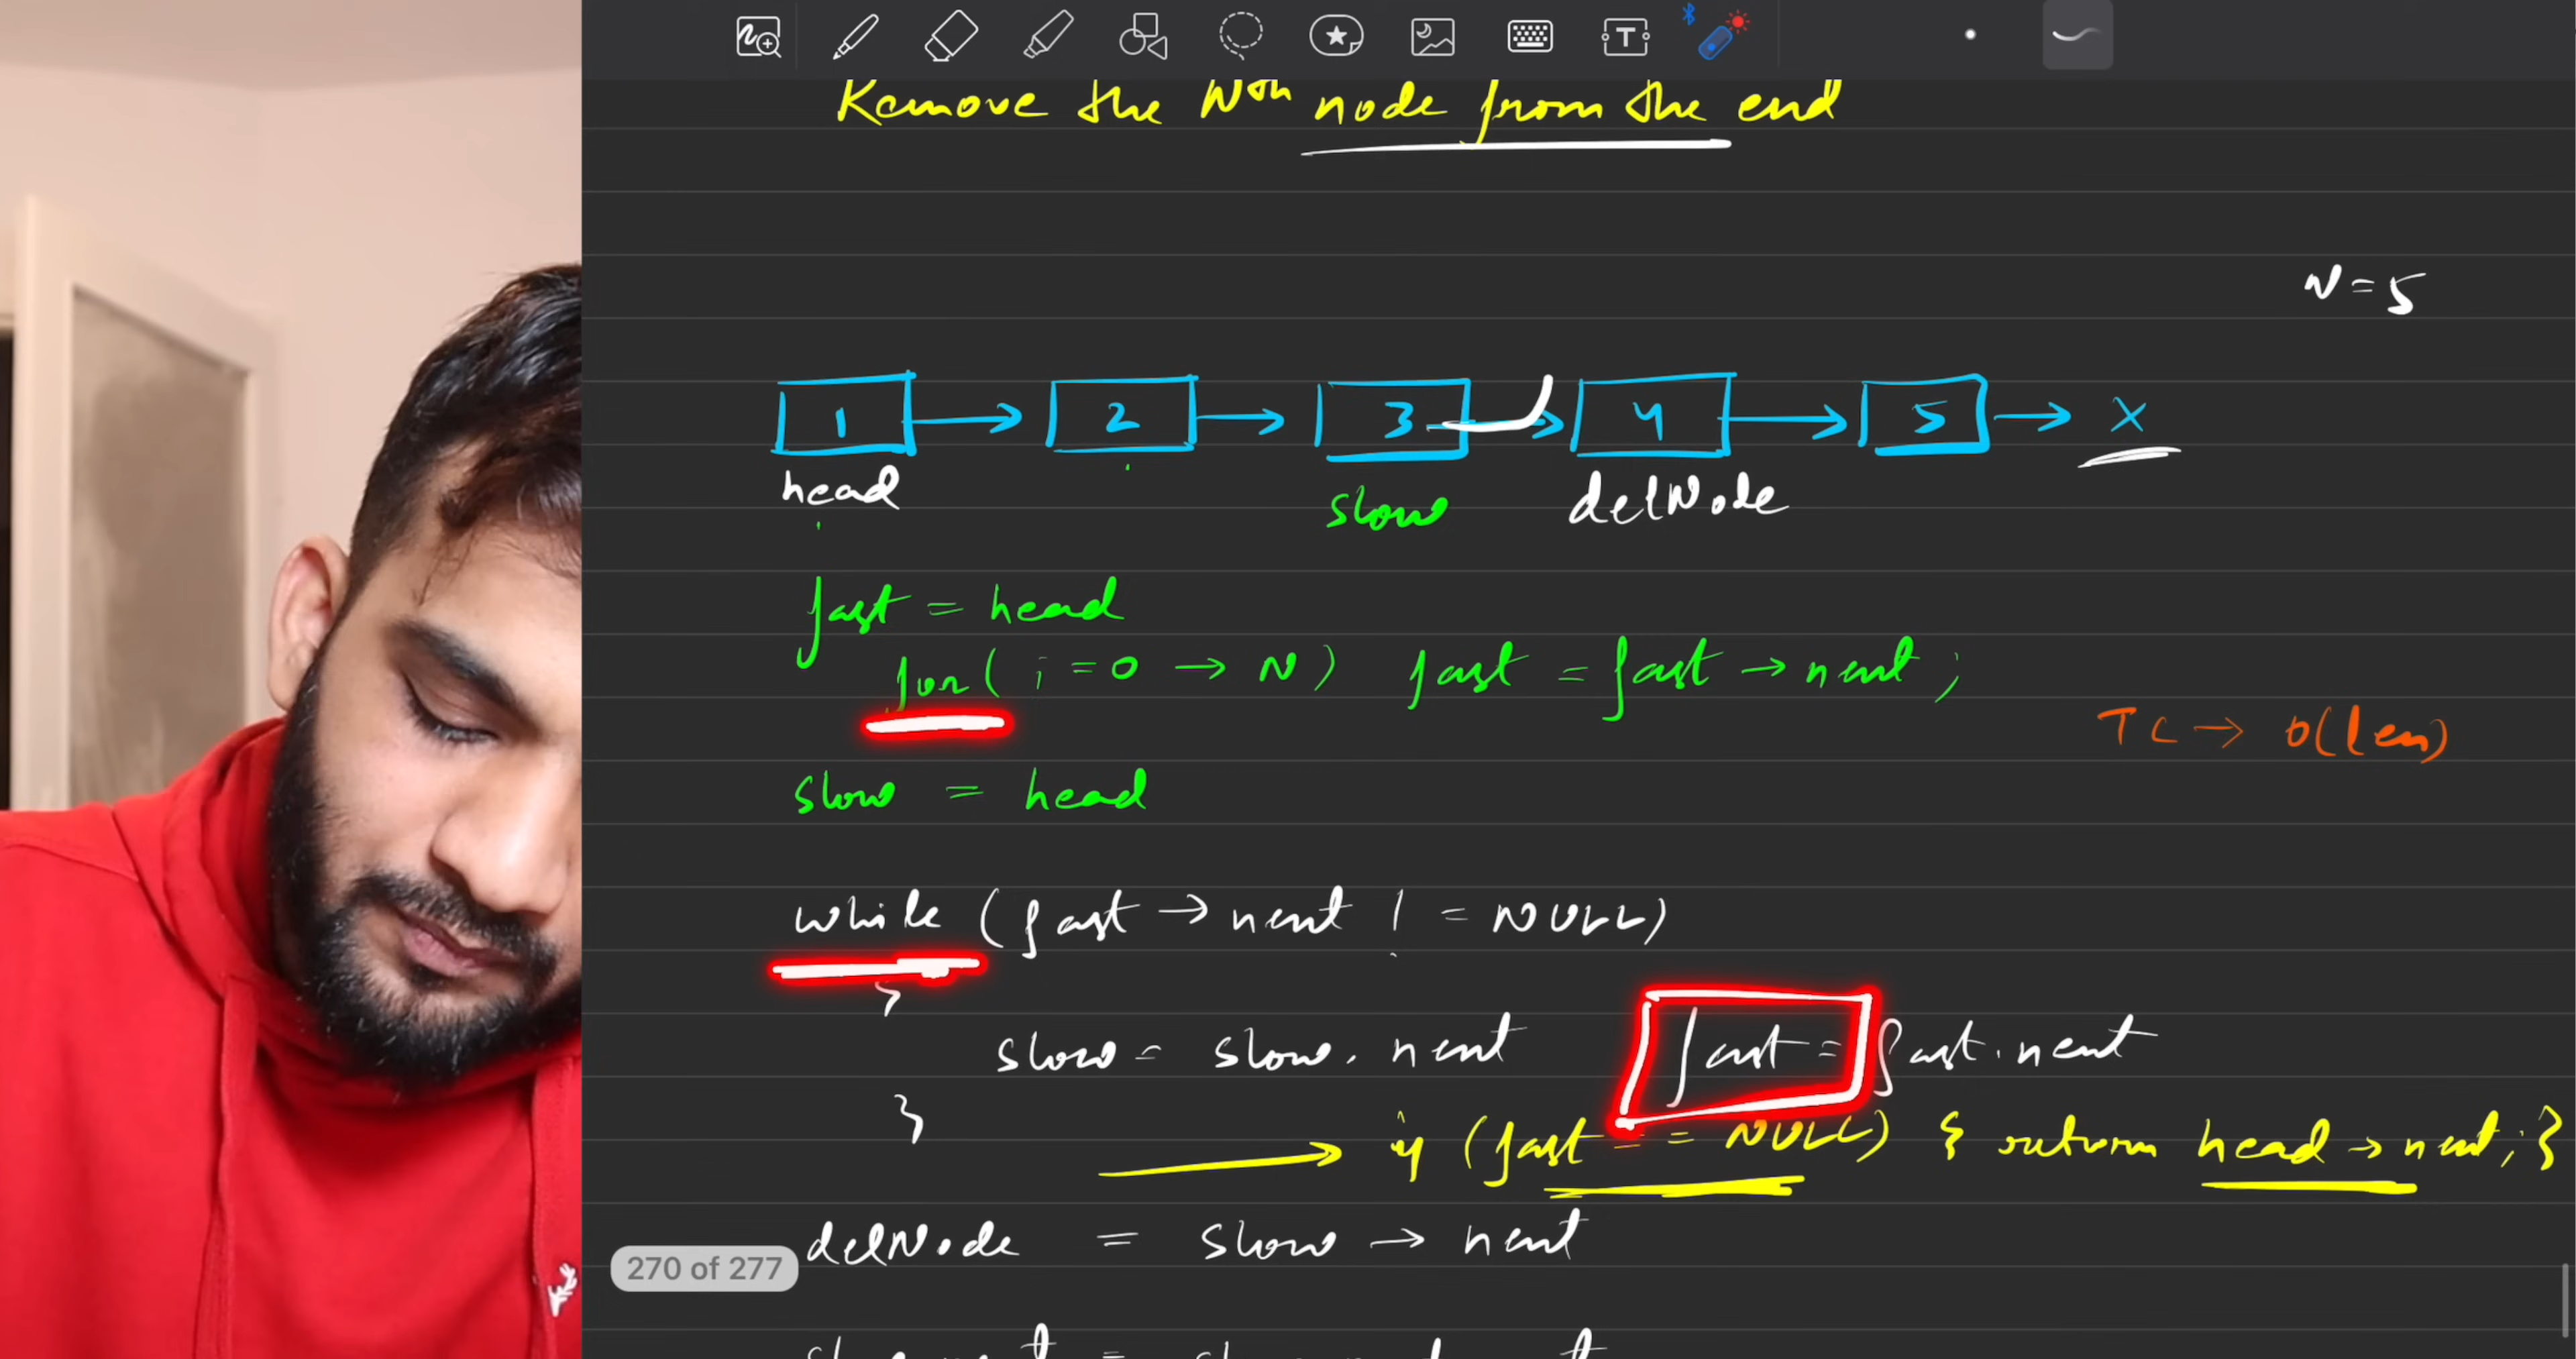 Remove the Nth node from the end
N = 5
1 → 2 → 3 → 4 → 5 → X
head slow delNode
fast = head
for ( i = 0 → N ) fast = fast → next ;
TC → O(len)
slow = head
while ( fast → next ! = NULL)
slow = slow . next fast = fast . next
}
→ if (fast = = NULL) { return head → next; }
delNode = slow → next
270 of 277